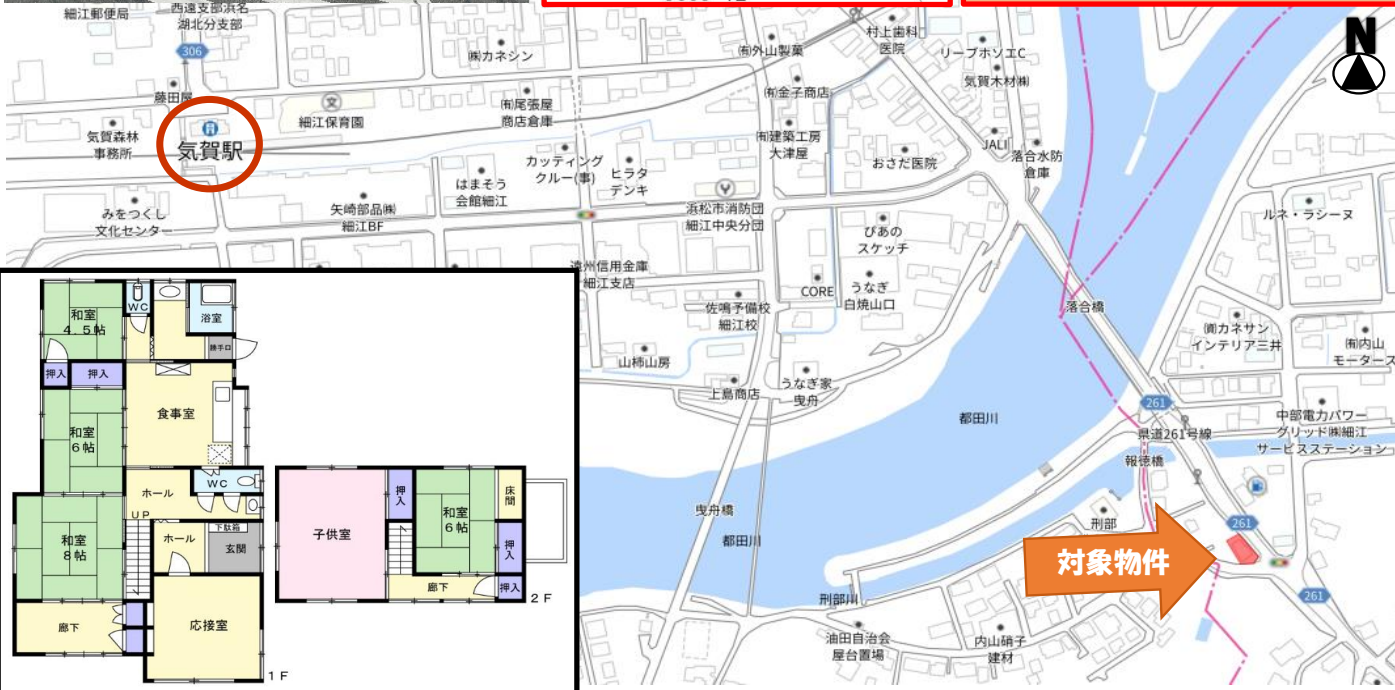 細江郵便局
西遠支部浜名
湖北分支部
306
㈱カネシン
藤田屋
気賀森林
事務所
気賀駅
細江保育園
㈲尾張屋
商店倉庫
みをつくし
文化センター
矢崎部品㈱
細江BF
はまそう
会館細江
カッティング
クルー(事)
ヒラタ
デンキ
㈲外山製菓
㈲金子商店
㈲建築工房
大津屋
村上歯科
医院
リーブホソエC
気賀木材㈱
N
おさだ医院
JALI
落合水防
倉庫
浜松市消防団
細江中央分団
ぴあの
スケッチ
ルネ・ラシーヌ
遠州信用金庫
細江支店
CORE
うなぎ
白焼山口
佐鳴予備校
細江校
落合橋
㈲カネサン
インテリア三井
㈲内山
モータース
山柿山房
上島商店
うなぎ家
曳舟
都田川
261
県道261号線
報徳橋
中部電力パワー
グリッド㈱細江
サービスステーション
曳舟橋
都田川
刑部
対象物件
261
261
刑部川
油田自治会
屋台置場
内山硝子
建材
和室
4.5帖
WC
浴室
勝手口
押入
押入
和室
6帖
食事室
ホール
UP
WC
和室
8帖
ホール
下駄箱
玄関
廊下
応接室
1F
子供室
押入
和室
6帖
床間
押入
廊下
押入
2F